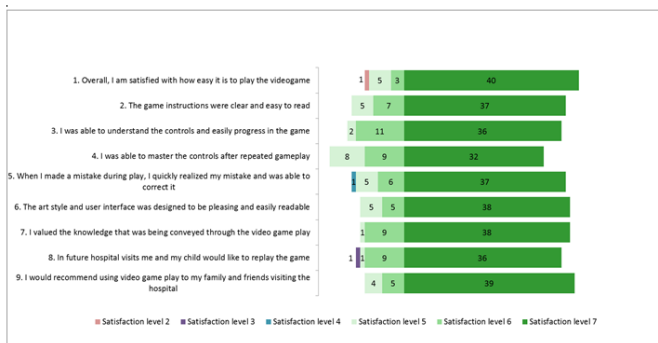 1. Overall, I am satisfied with how easy it is to play the videogame
1 5 3 40
2. The game instructions were clear and easy to read
5 7 37
3. I was able to understand the controls and easily progress in the game
2 11 36
4. I was able to master the controls after repeated gameplay
8 9 32
5. When I made a mistake during play, I quickly realized my mistake and was able to
correct it
1 5 6 37
6. The art style and user interface was designed to be pleasing and easily readable
5 5 38
7. I valued the knowledge that was being conveyed through the video game play
1 9 38
8. In future hospital visits me and my child would like to replay the game
1 1 9 36
9. I would recommend using video game play to my family and friends visiting the
hospital
4 5 39
Satisfaction level 2 Satisfaction level 3 Satisfaction level 4 Satisfaction level 5 Satisfaction level 6 Satisfaction level 7